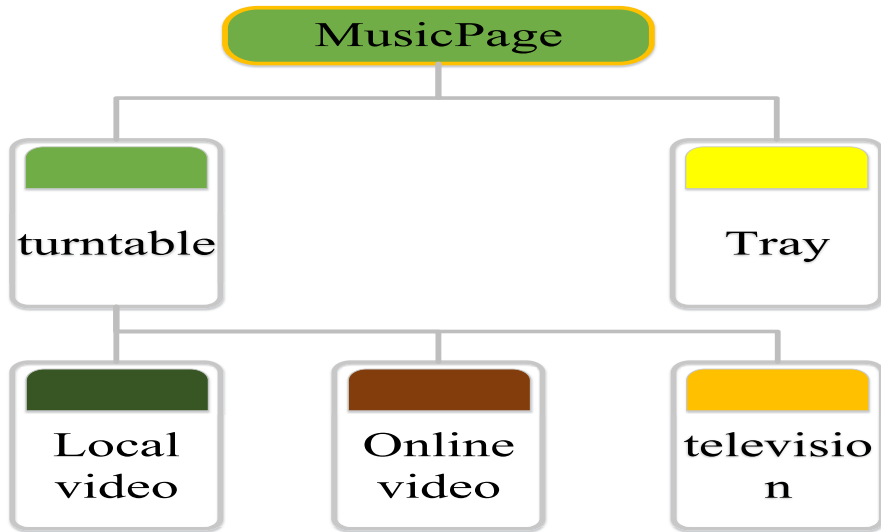 MusicPage
turntable
Tray
Local
video
Online
video
televisio
n